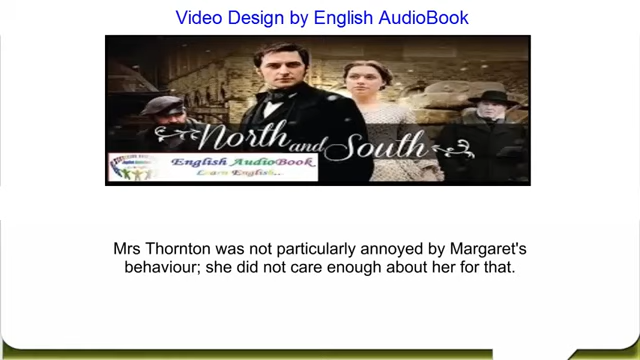 Video Design by English AudioBook
North and South
English AudioBook
Learn English...
Mrs Thornton was not particularly annoyed by Margaret's
behaviour; she did not care enough about her for that.